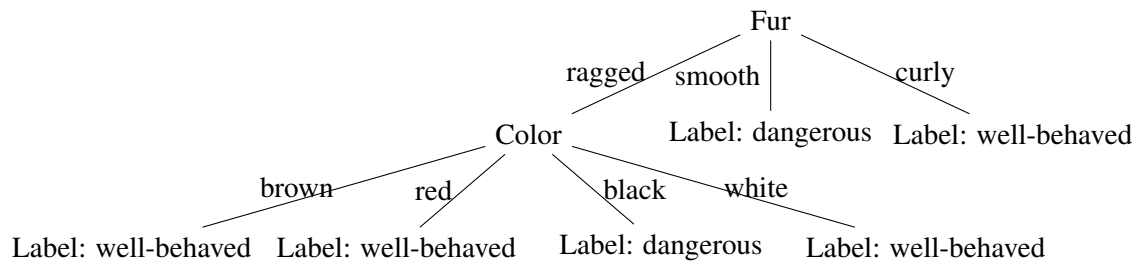 Fur
ragged smooth curly
Color Label: dangerous Label: well-behaved
brown red black white
Label: well-behaved Label: well-behaved Label: dangerous Label: well-behaved